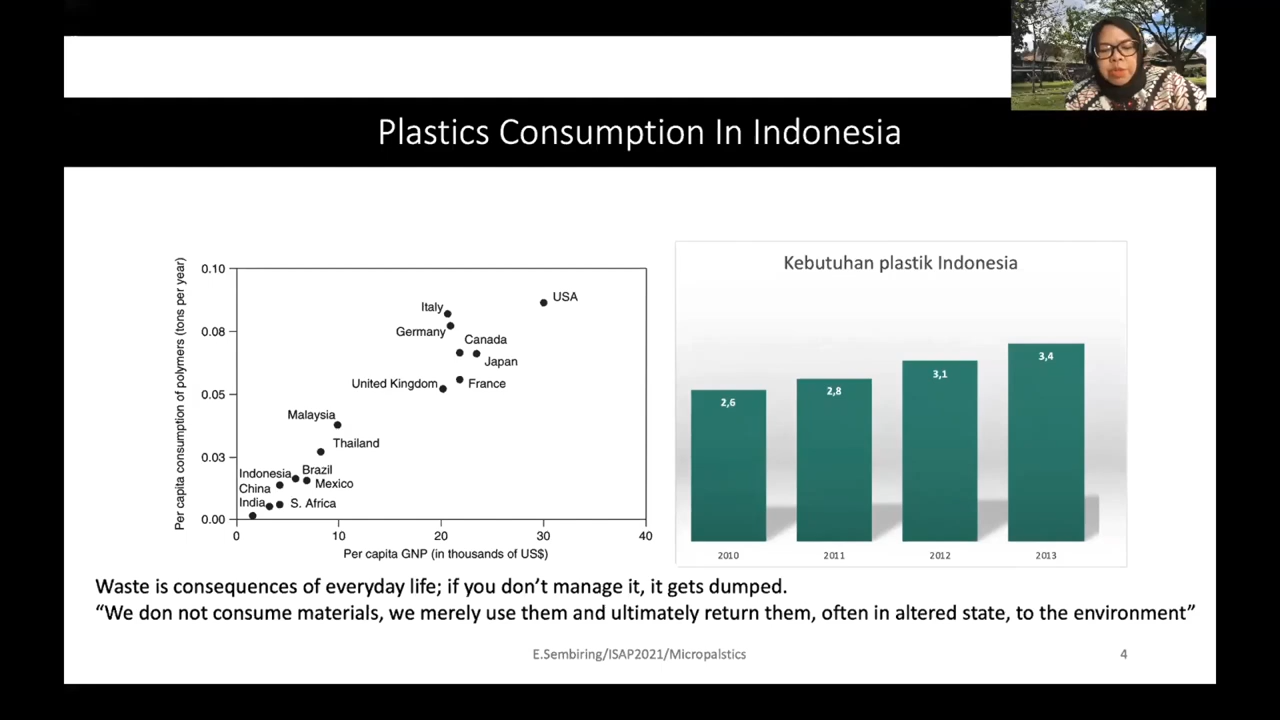 Plastics Consumption In Indonesia
Per capita consumption of polymers (tons per year)
0.10
0.08
0.05
0.03
0.00
USA
Italy
Germany
Canada
Japan
United Kingdom
France
Malaysia
Thailand
Indonesia
Brazil
China
Mexico
India
S. Africa
0
10
20
30
40
Per capita GNP (in thousands of US$)
Kebutuhan plastik Indonesia
2,6
2,8
3,1
3,4
2010
2011
2012
2013
Waste is consequences of everyday life; if you don’t manage it, it gets dumped.
“We don not consume materials, we merely use them and ultimately return them, often in altered state, to the environment”
E.Sembiring/ISAP2021/Micropalstics
4